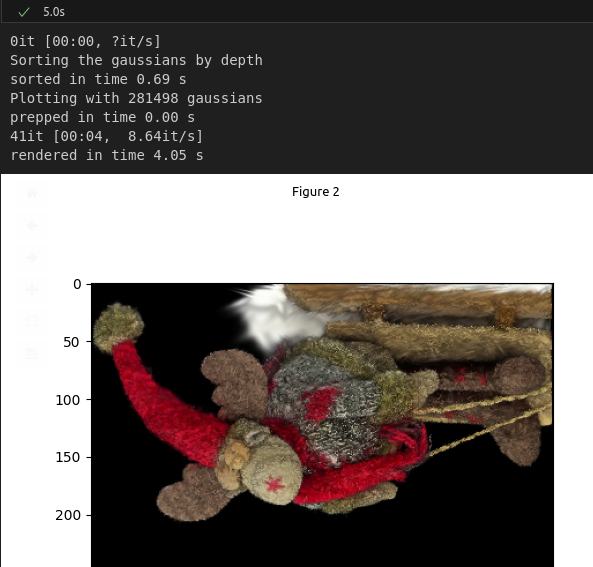 5.0s
0it [00:00, ?it/s]
Sorting the gaussians by depth
sorted in time 0.69 s
Plotting with 281498 gaussians
prepped in time 0.00 s
41it [00:04,  8.64it/s]
rendered in time 4.05 s
Figure 2
0
50
100
150
200